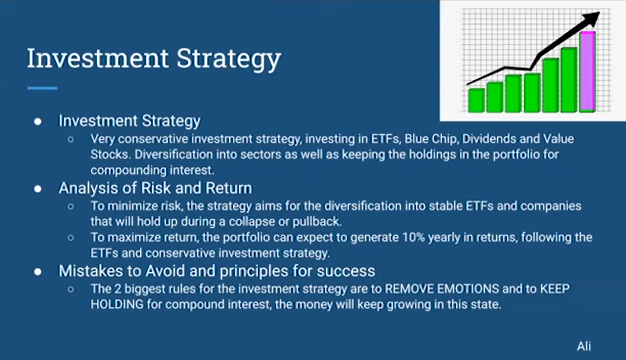 Investment Strategy
● Investment Strategy
○ Very conservative investment strategy, investing in ETFs, Blue Chip, Dividends and Value
Stocks. Diversification into sectors as well as keeping the holdings in the portfolio for
compounding interest.
● Analysis of Risk and Return
○ To minimize risk, the strategy aims for the diversification into stable ETFs and companies
that will hold up during a collapse or pullback.
○ To maximize return, the portfolio can expect to generate 10% yearly in returns, following the
ETFs and conservative investment strategy.
● Mistakes to Avoid and principles for success
○ The 2 biggest rules for the investment strategy are to REMOVE EMOTIONS and to KEEP
HOLDING for compound interest, the money will keep growing in this state.
Ali